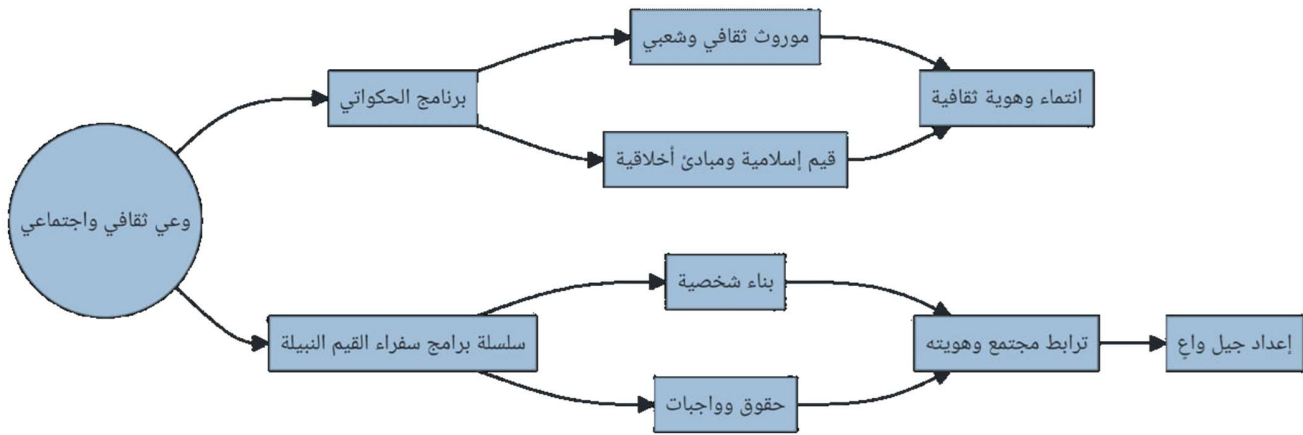 وعي ثقافي واجتماعي
برنامج الحكواتي
موروث ثقافي وشعبي
قيم إسلامية ومبادئ أخلاقية
انتماء وهوية ثقافية
سلسلة برامج سفراء القيم النبيلة
بناء شخصية
حقوق وواجبات
ترابط مجتمع وهويته
إعداد جيل واعٍ